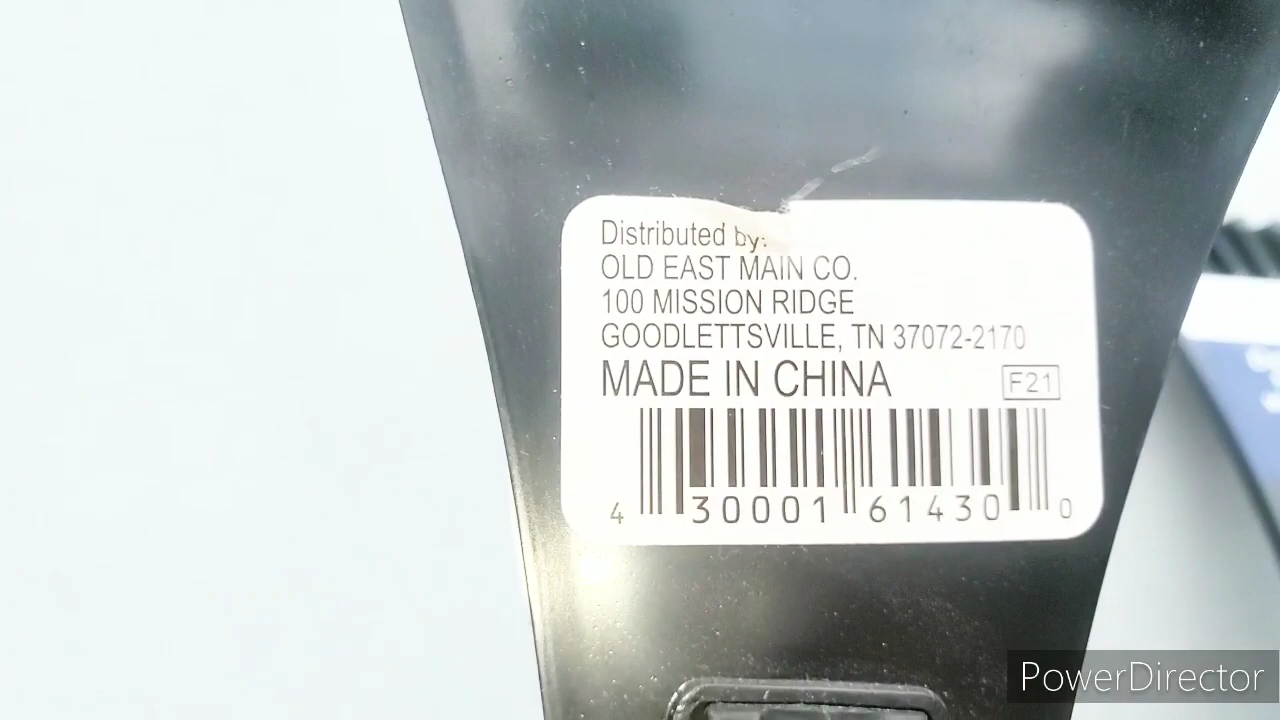 Distributed by:
OLD EAST MAIN CO.
100 MISSION RIDGE
GOODLETTSVILLE, TN 37072-2170
MADE IN CHINA F21
4 30001 61430 0
PowerDirector